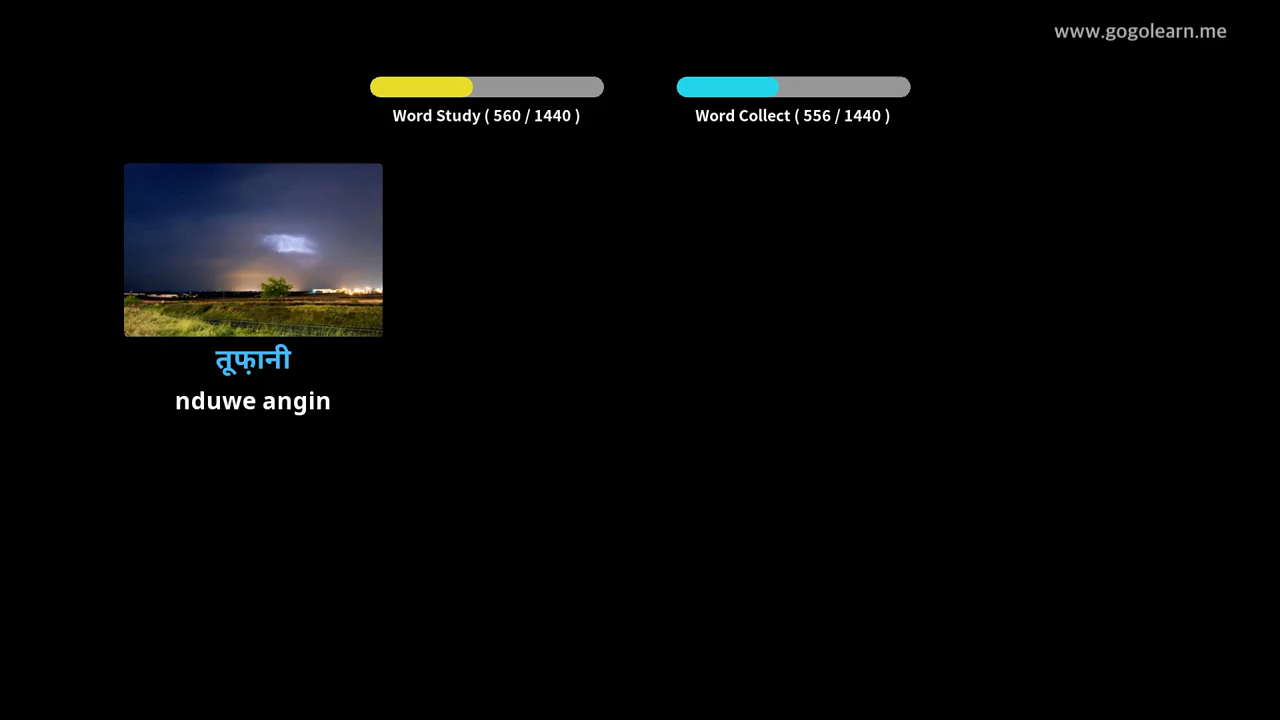 www.gogolearn.me
Word Study ( 560 / 1440 )
Word Collect ( 556 / 1440 )
तूफ़ानी
nduwe angin